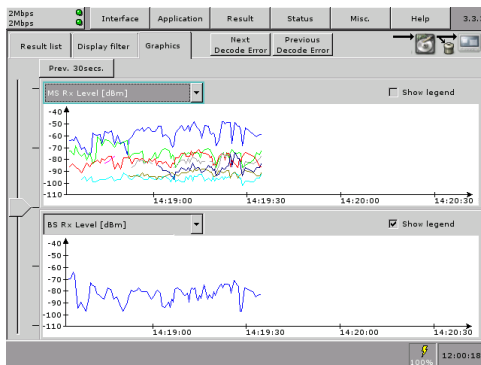 2Mbps
2Mbps
Interface
Application
Result
Status
Misc.
Help
3.3.
Result list
Display filter
Graphics
Next
Decode Error
Previous
Decode Error
Prev. 30secs.
MS Rx Level [dBm]
Show legend
-40
-50
-60
-70
-80
-90
-100
-110
14:19:00
14:19:30
14:20:00
14:20:30
BS Rx Level [dBm]
Show legend
-40
-50
-60
-70
-80
-90
-100
-110
14:19:00
14:19:30
14:20:00
14:20:30
100%
12:00:18